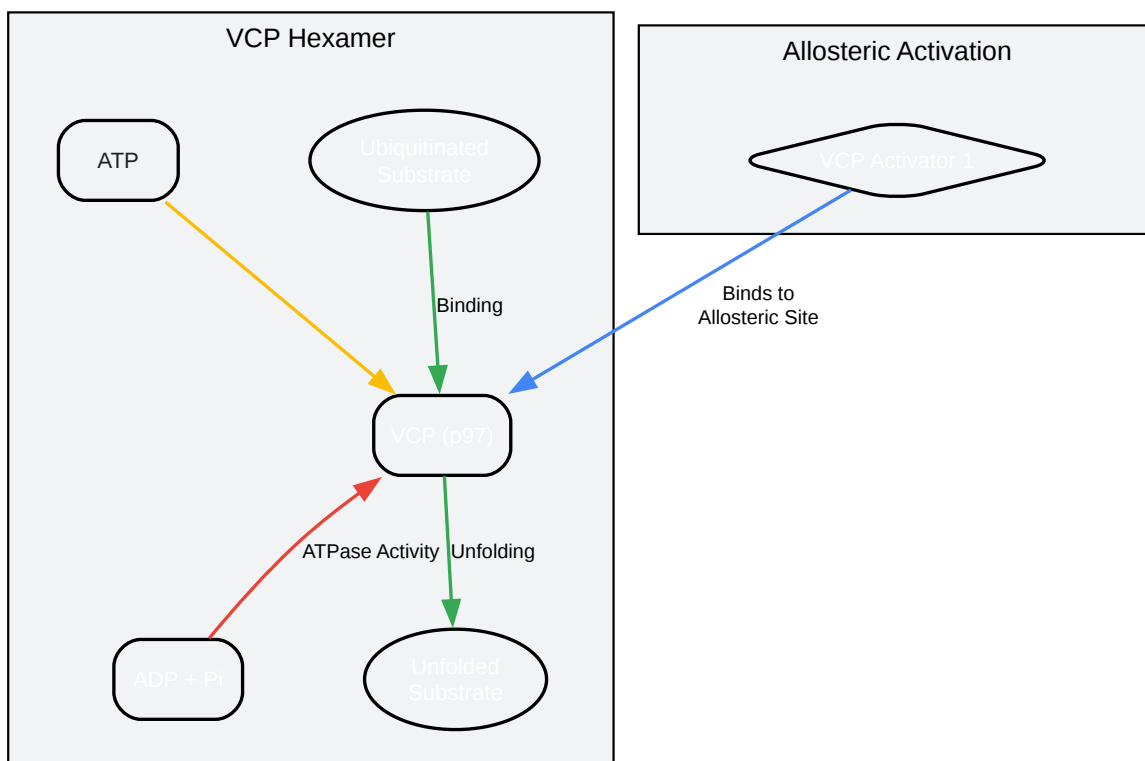 VCP Hexamer
Allosteric Activation
ATP
Ubiquitinated
Substrate
VCP Activator 1
Binding
Binds to
Allosteric Site
VCP (p97)
ATPase Activity
Unfolding
ADP + Pi
Unfolded
Substrate